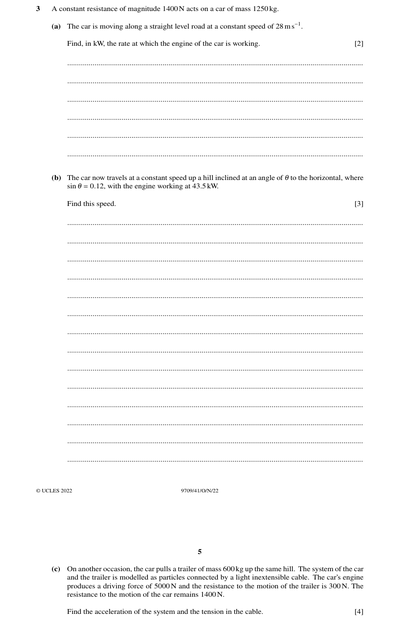 3 A constant resistance of magnitude 1400 N acts on a car of mass 1250 kg.
(a) The car is moving along a straight level road at a constant speed of 28 m s⁻¹.
Find, in kW, the rate at which the engine of the car is working. [2]
(b) The car now travels at a constant speed up a hill inclined at an angle of θ to the horizontal, where
sin θ = 0.12, with the engine working at 43.5 kW.
Find this speed. [3]
© UCLES 2022 9709/41/O/N/22
5
(c) On another occasion, the car pulls a trailer of mass 600 kg up the same hill. The system of the car
and the trailer is modelled as particles connected by a light inextensible cable. The car's engine
produces a driving force of 5000 N and the resistance to the motion of the trailer is 300 N. The
resistance to the motion of the car remains 1400 N.
Find the acceleration of the system and the tension in the cable. [4]